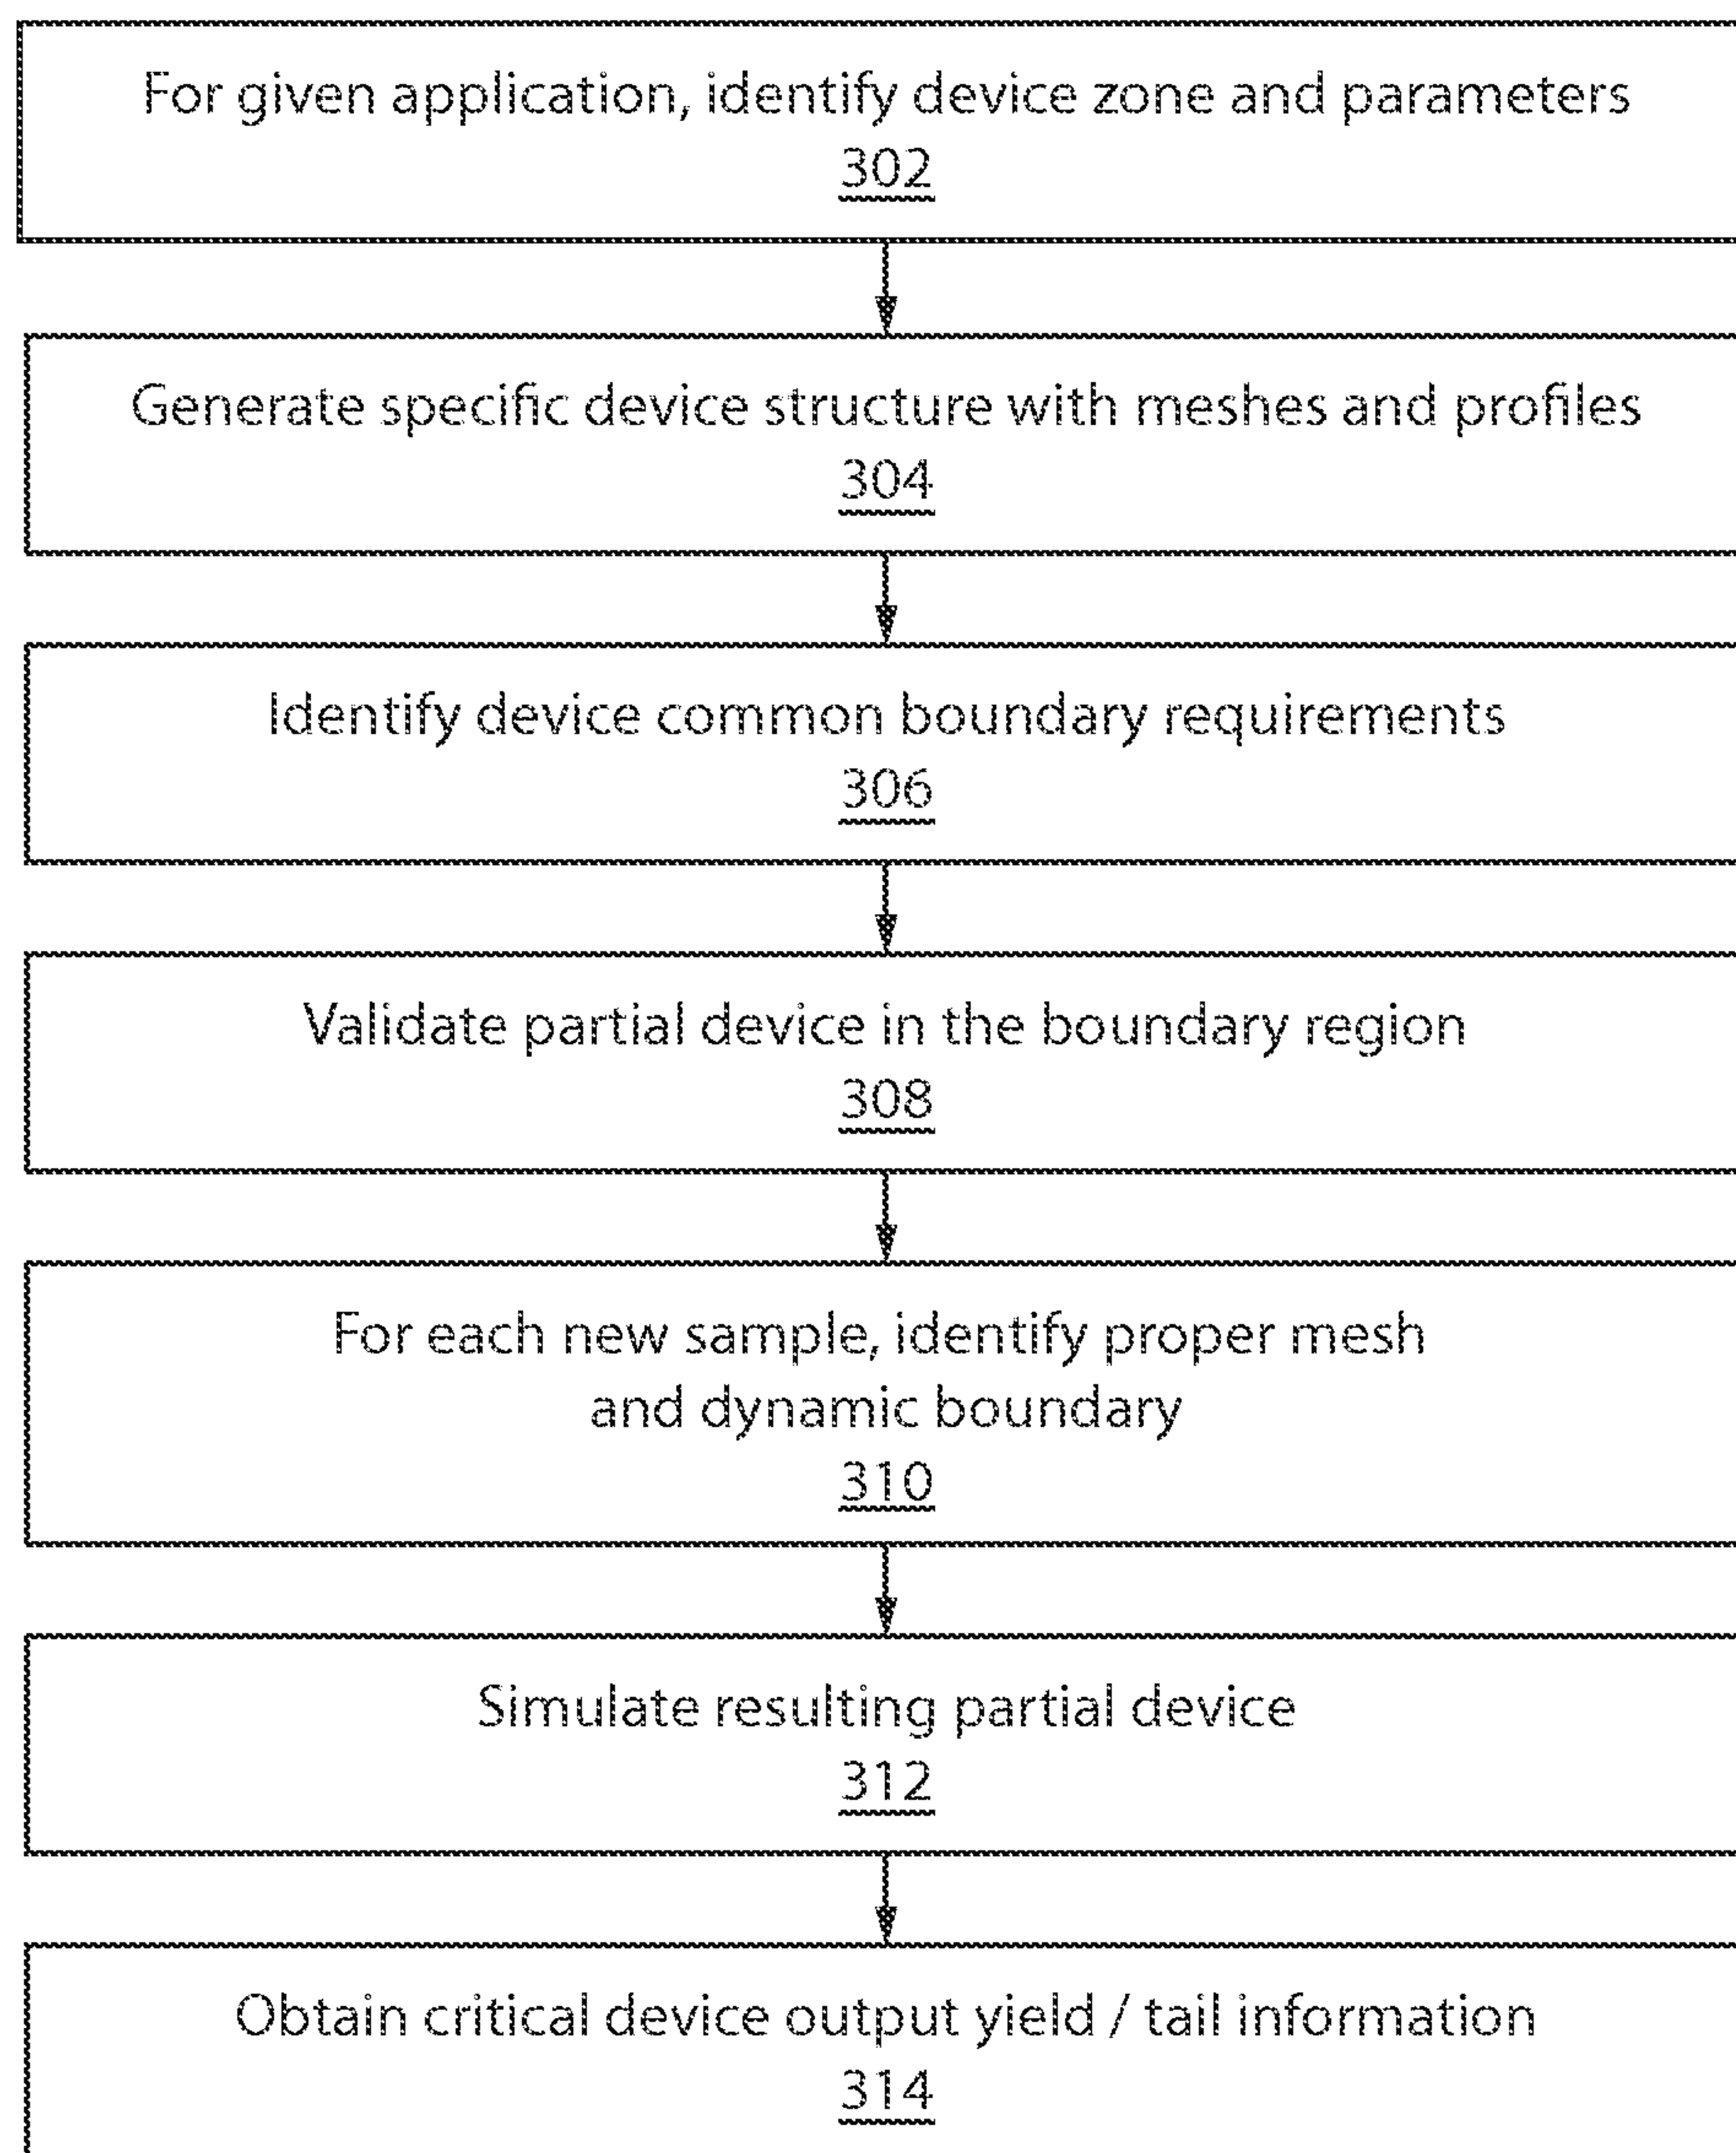 For given application, identify device zone and parameters
302
Generate specific device structure with meshes and profiles
304
Identify device common boundary requirements
306
Validate partial device in the boundary region
308
For each new sample, identify proper mesh
and dynamic boundary
310
Simulate resulting partial device
312
Obtain critical device output yield / tail information
314